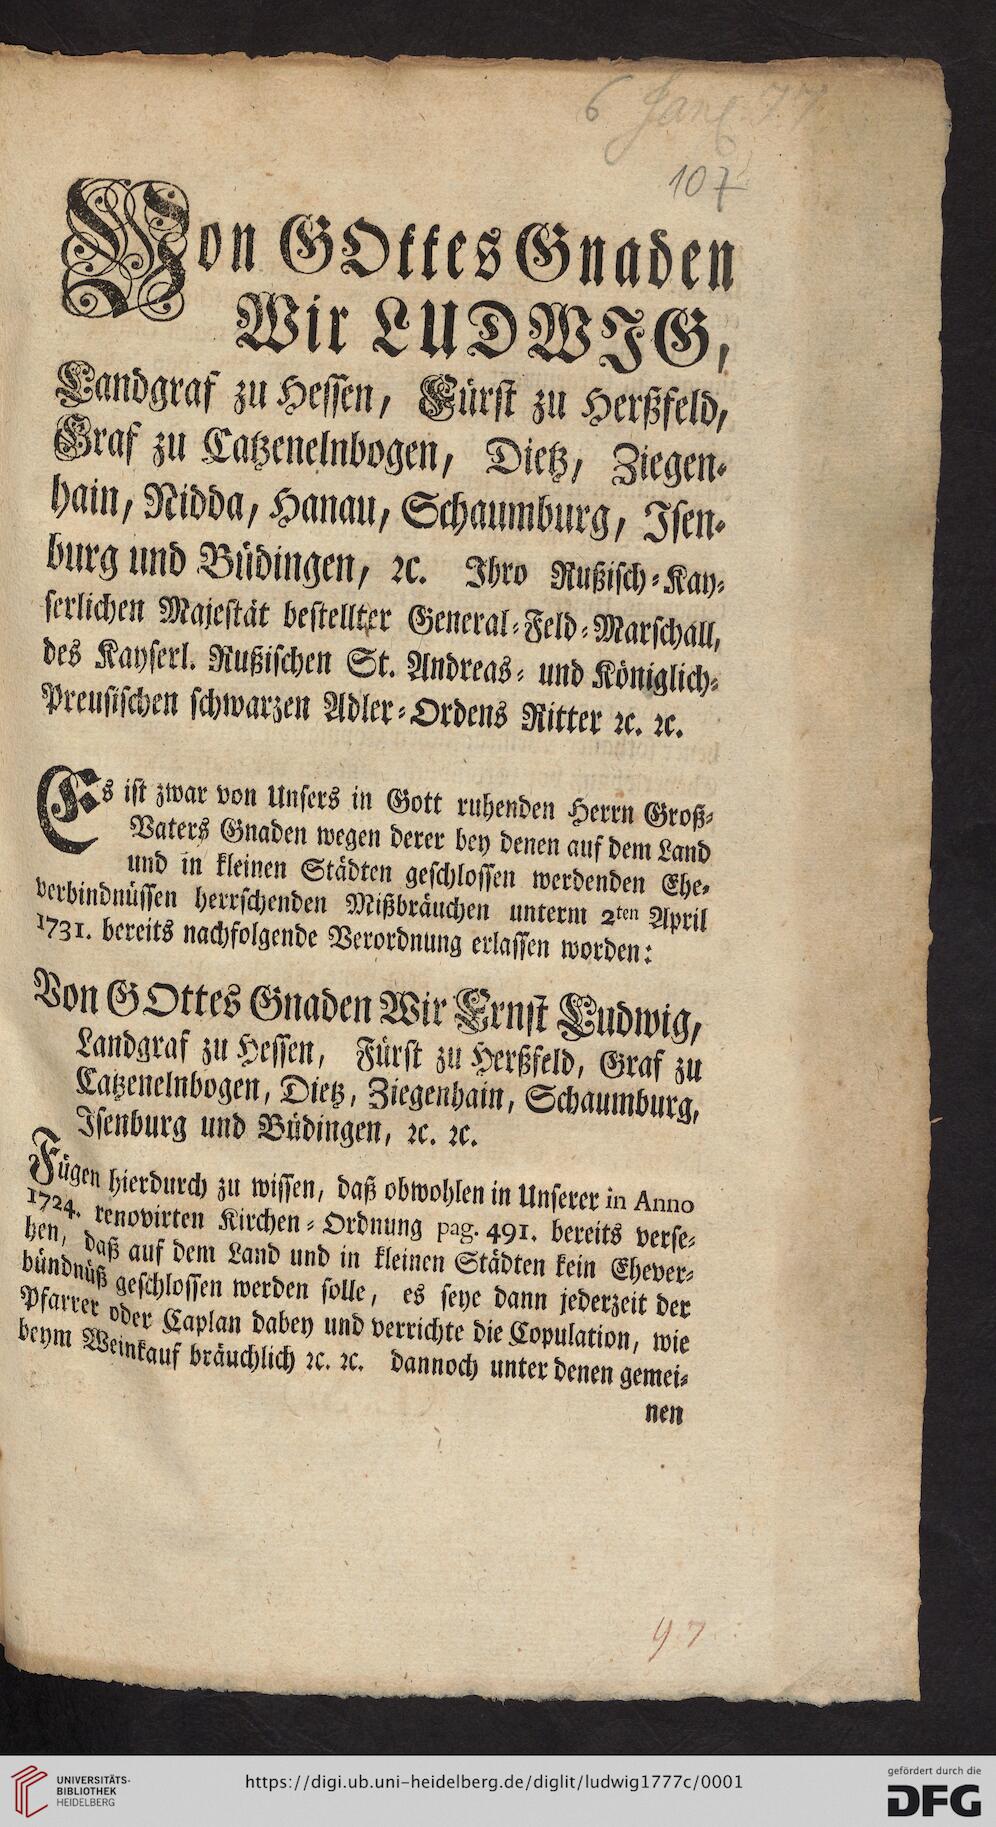 6 Jan 77
107
Von GOttes Gnaden
Wir LUDWIG,
Landgraf zu Hessen, Fürst zu Herßfeld,
Graf zu Catzenelnbogen, Dietz, Ziegen-
hain, Nidda, Hanau, Schaumburg, Isen-
burg und Büdingen, ꝛc. Ihro Rußisch-Kay-
serlichen Majestät bestellter General-Feld-Marschall,
des Kayserl. Rußischen St. Andreas- und Königlich-
Preusischen schwarzen Adler-Ordens Ritter ꝛc. ꝛc.
Es ist zwar von Unsers in Gott ruhenden Herrn Groß-
Vaters Gnaden wegen derer bey denen auf dem Land
und in kleinen Städten geschlossen werdenden Ehe-
verbindnüssen herrschenden Mißbräuchen unterm 2ten April
1731. bereits nachfolgende Verordnung erlassen worden:
Von GOttes Gnaden Wir Ernst Ludwig,
Landgraf zu Hessen, Fürst zu Herßfeld, Graf zu
Catzenelnbogen, Dietz, Ziegenhain, Schaumburg,
Isenburg und Büdingen, ꝛc. ꝛc.
Fügen hierdurch zu wissen, daß obwohlen in Unserer in Anno
1724. renovirten Kirchen-Ordnung pag. 491. bereits verse-
hen, daß auf dem Land und in kleinen Städten kein Ehever-
bündnüß geschlossen werden solle, es seye dann jederzeit der
Pfarrer oder Caplan dabey und verrichte die Copulation, wie
beym Weinkauf bräuchlich ꝛc. ꝛc. dannoch unter denen gemei-
nen
97
UNIVERSITÄTS-
BIBLIOTHEK
HEIDELBERG
https://digi.ub.uni-heidelberg.de/diglit/ludwig1777c/0001
gefördert durch die
DFG